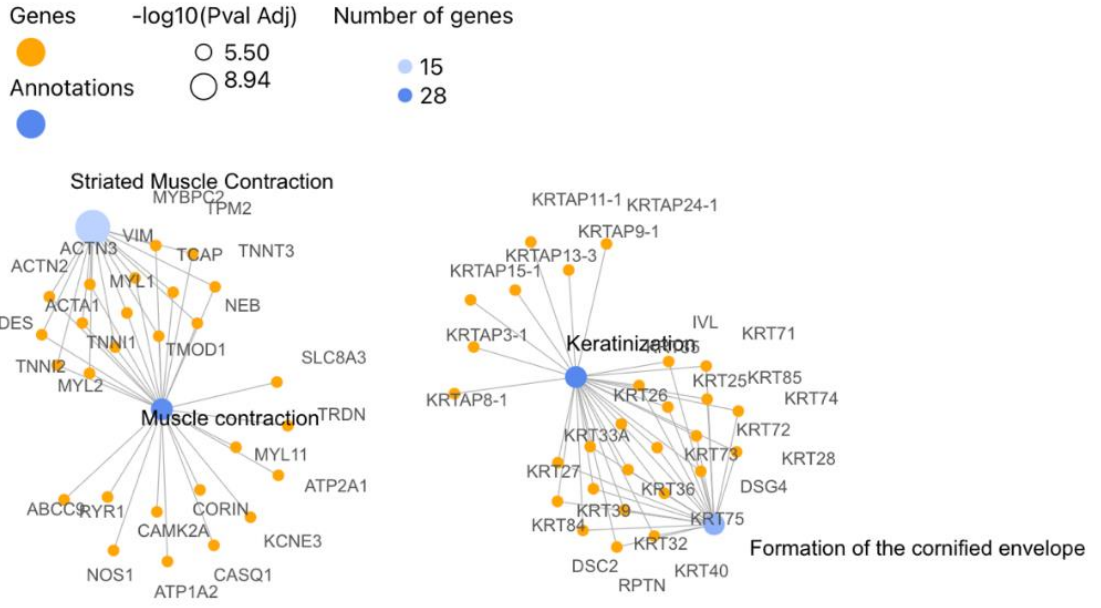 Genes
-log10(Pval Adj)
Number of genes
5.50
8.94
15
28
Annotations
Striated Muscle Contraction
MYBPC2
TPM2
VIM
ACTN3
TCAP
TNNT3
ACTN2
MYL1
ACTA1
NEB
DES
TNNI1
TMOD1
TNNI2
MYL2
SLC8A3
Muscle contraction
TRDN
MYL11
ATP2A1
ABCC9
RYR1
CORIN
CAMK2A
KCNE3
NOS1
CASQ1
ATP1A2
KRTAP11-1
KRTAP24-1
KRTAP9-1
KRTAP13-3
KRTAP15-1
KRTAP3-1
Keratinization
IVL
KRT71
KRT25
KRT85
KRTAP8-1
KRT26
KRT74
KRT33A
KRT72
KRT73
KRT28
KRT27
KRT36
DSG4
KRT39
KRT75
KRT84
KRT32
Formation of the cornified envelope
DSC2
KRT40
RPTN